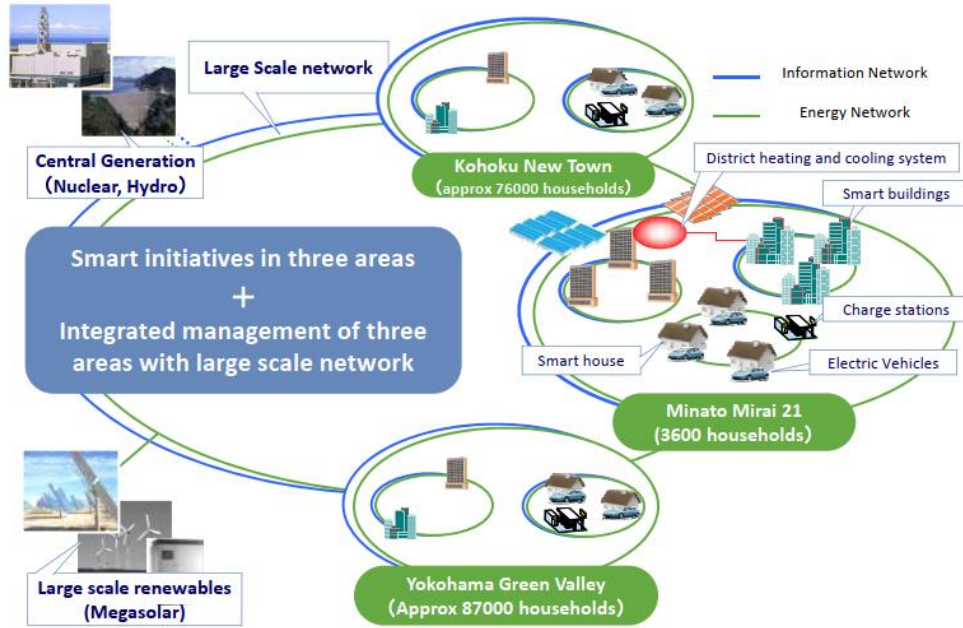 Large Scale network
Information Network
Energy Network
Central Generation
(Nuclear, Hydro)
Kohoku New Town
(approx 76000 households)
District heating and cooling system
Smart buildings
Smart initiatives in three areas
+
Integrated management of three
areas with large scale network
Charge stations
Smart house
Electric Vehicles
Minato Mirai 21
(3600 households)
Large scale renewables
(Megasolar)
Yokohama Green Valley
(Approx 87000 households)